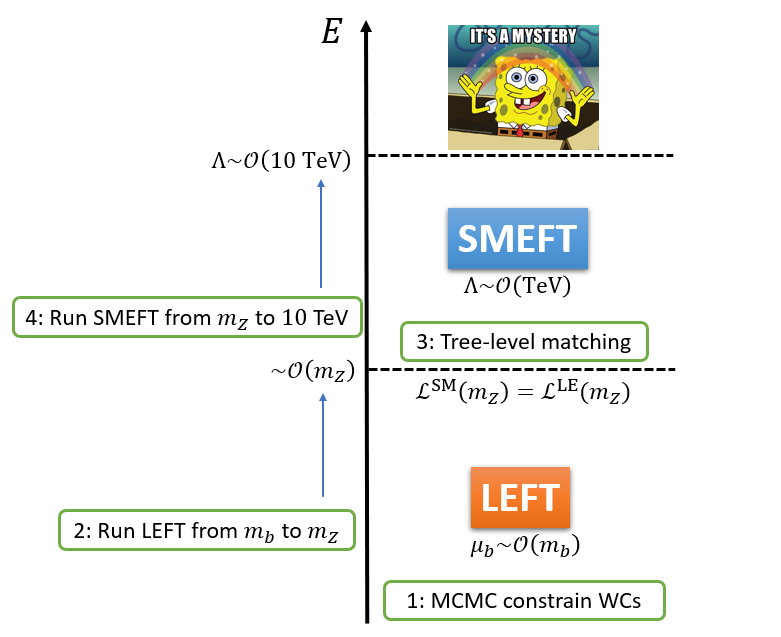 E
IT'S A MYSTERY
Λ~𝒪(10 TeV)
SMEFT
Λ~𝒪(TeV)
4: Run SMEFT from m_Z to 10 TeV
3: Tree-level matching
~𝒪(m_Z)
ℒ^SM(m_Z) = ℒ^LE(m_Z)
LEFT
2: Run LEFT from m_b to m_Z
μ_b~𝒪(m_b)
1: MCMC constrain WCs